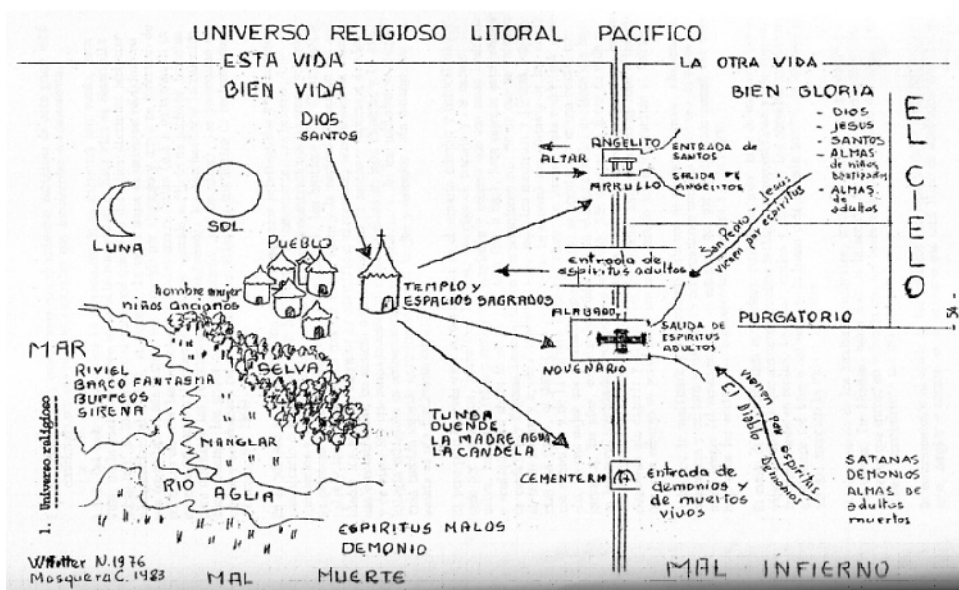 UNIVERSO RELIGIOSO LITORAL PACIFICO
ESTA VIDA
LA OTRA VIDA
BIEN VIDA
BIEN GLORIA
DIOS
SANTOS
- DIOS
- JESUS
- SANTOS
- ALMAS
de niños
bautizados
- ALMAS
de
adultos
EL CIELO
ANGELITO
ALTAR
ENTRADA de
SANTOS
SALIDA DE
ANGELITOS
ARRULLO
San Pedro - Jesus
vienen por espiritus
LUNA
SOL
PUEBLO
entrada de
espiritus adultos
hombre mujer
niños Ancianos
TEMPLO y
ESPACIOS SAGRADOS
ALABADO
SALIDA DE
ESPIRITUS
ADULTOS
PURGATORIO
- 54 -
NOVENARIO
MAR
SELVA
RIVIEL
BARCO FANTASMA
BUFEOS
SIRENA
vienen por espiritus
El Diablo Demonios
TUNDA
DUENDE
LA MADRE AGUA
LA CANDELA
MANGLAR
RIO AGUA
CEMENTERIO
entrada de
demonios y
de muertos
vivos
SATANAS
DEMONIOS
ALMAS DE
adultos
muertos
1. Universo religioso
ESPIRITUS MALOS
DEMONIO
N.1976
Mosquera C. 1983
MAL MUERTE
MAL INFIERNO